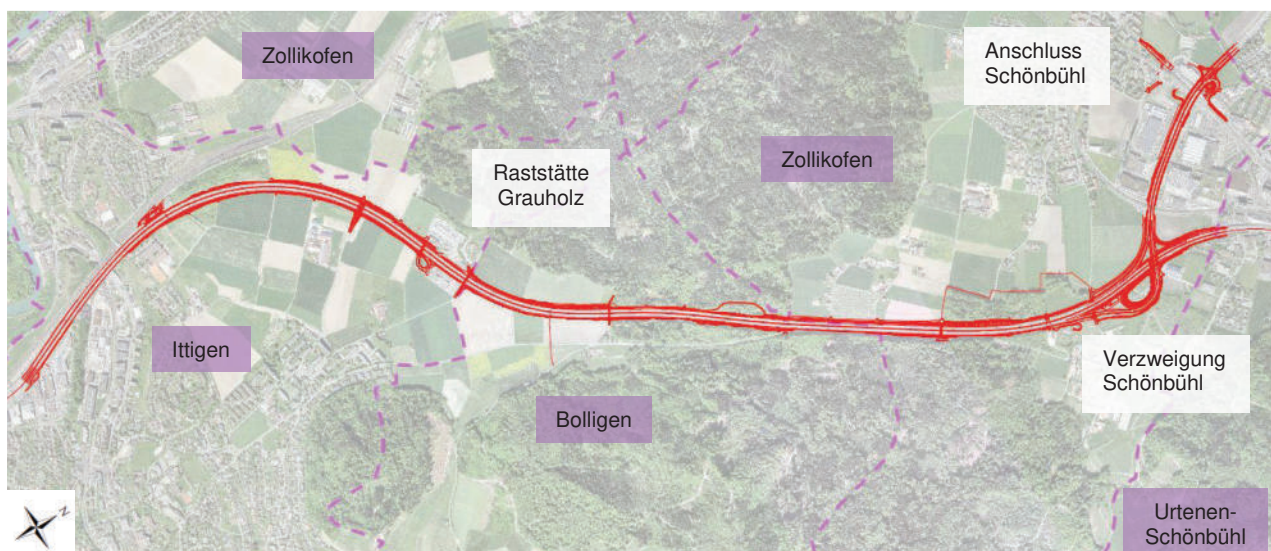 Zollikofen
Anschluss
Schönbühl
Raststätte
Grauholz
Zollikofen
Ittigen
Verzweigung
Schönbühl
Bolligen
Urtenen-
Schönbühl
N